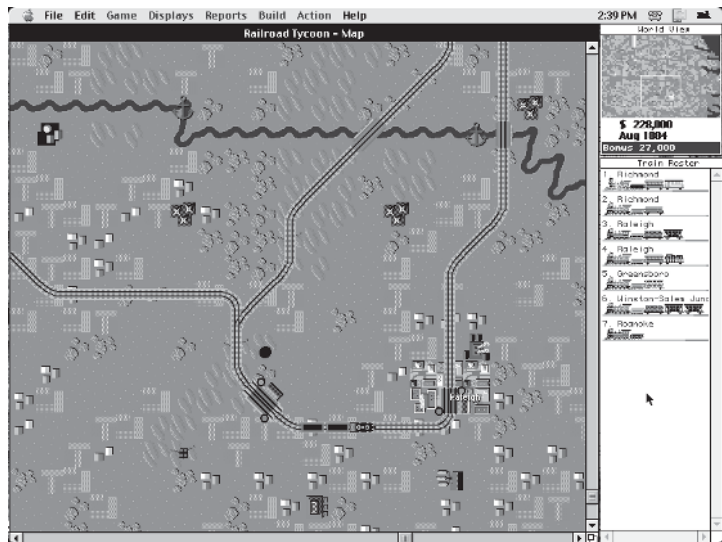 File Edit Game Displays Reports Build Action Help 2:39 PM
Railroad Tycoon - Map
World View
$ 228,000
Aug 1884
Bonus 27,000
Train Roster
1. Richmond
2. Richmond
3. Raleigh
4. Raleigh
5. Greensboro
6. Winston-Salem Junc
7. Roanoke
Raleigh